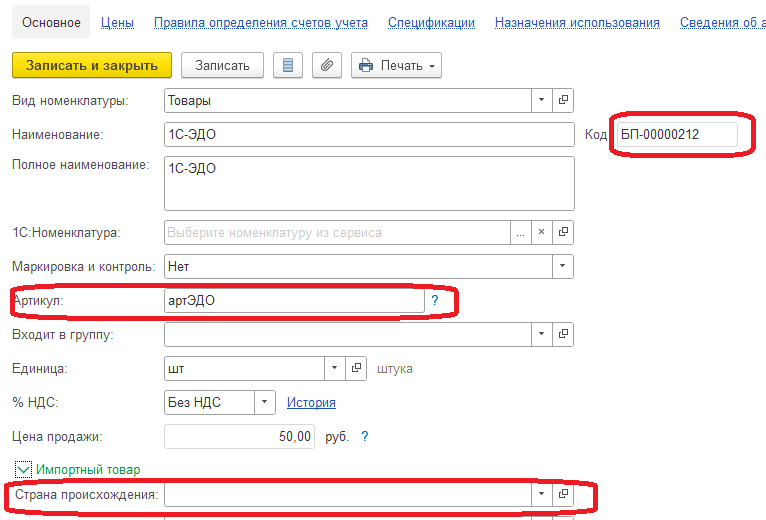 Основное Цены Правила определения счетов учета Спецификации Назначения использования Сведения об а
Записать и закрыть Записать Печать
Вид номенклатуры: Товары
Наименование: 1С-ЭДО Код БП-00000212
Полное наименование: 1С-ЭДО
1С:Номенклатура: Выберите номенклатуру из сервиса ... ×
Маркировка и контроль: Нет
Артикул: артЭДО ?
Входит в группу:
Единица: шт штука
% НДС: Без НДС История
Цена продажи: 50,00 руб. ?
Импортный товар
Страна происхождения: